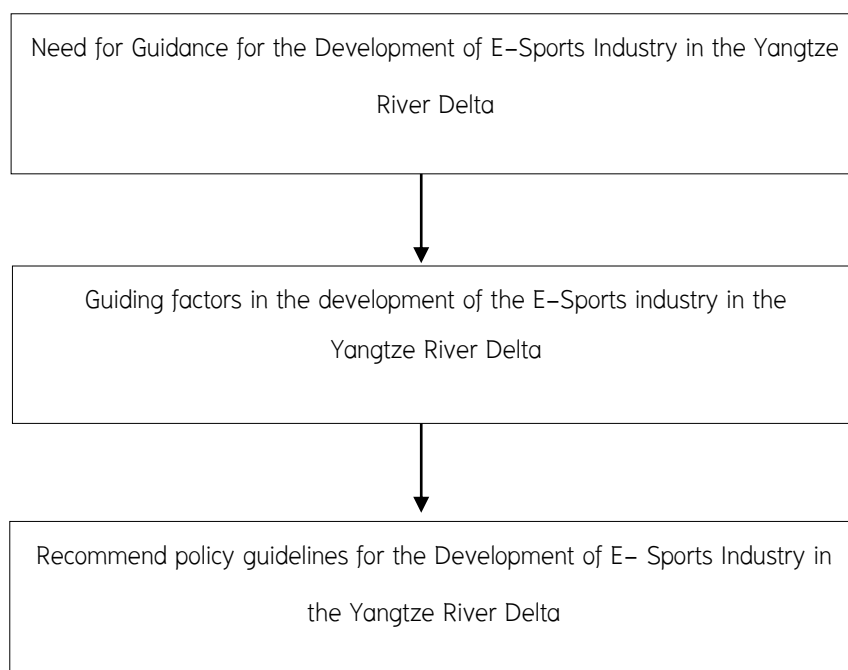 Need for Guidance for the Development of E-Sports Industry in the Yangtze
River Delta
Guiding factors in the development of the E-Sports industry in the
Yangtze River Delta
Recommend policy guidelines for the Development of E- Sports Industry in
the Yangtze River Delta